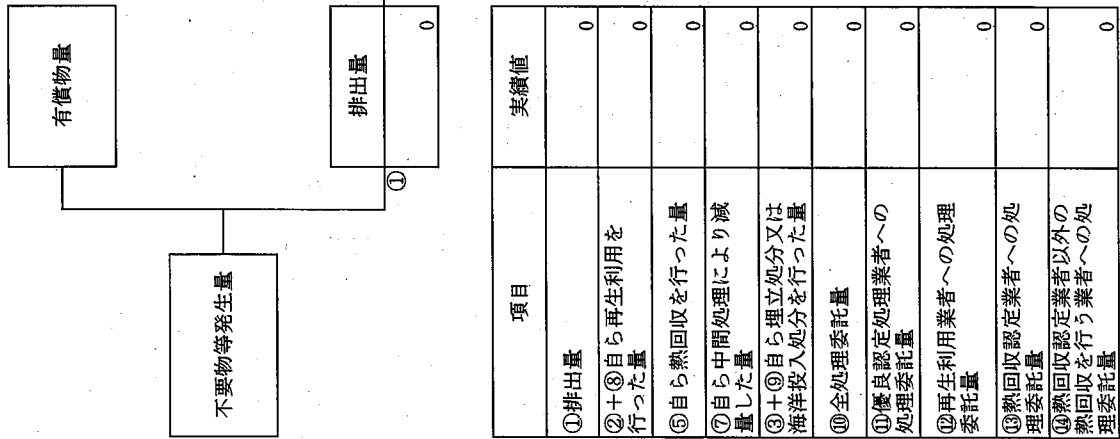 有償物量
不要物等発生量
排出量
①
0
項目
実績値
①排出量
0
②+⑧自ら再生利用を
行った量
0
⑤自ら熱回収を行った量
0
⑦自ら中間処理により減
量した量
0
③+⑨自ら埋立処分又は
海洋投入処分を行った量
0
⑩全処理委託量
0
⑪優良認定処理業者への
処理委託量
0
⑫再生利用業者への処理
委託量
0
⑬熱回収認定業者への処
理委託量
0
⑭熱回収認定業者以外の
熱回収を行う業者への処
理委託量
0